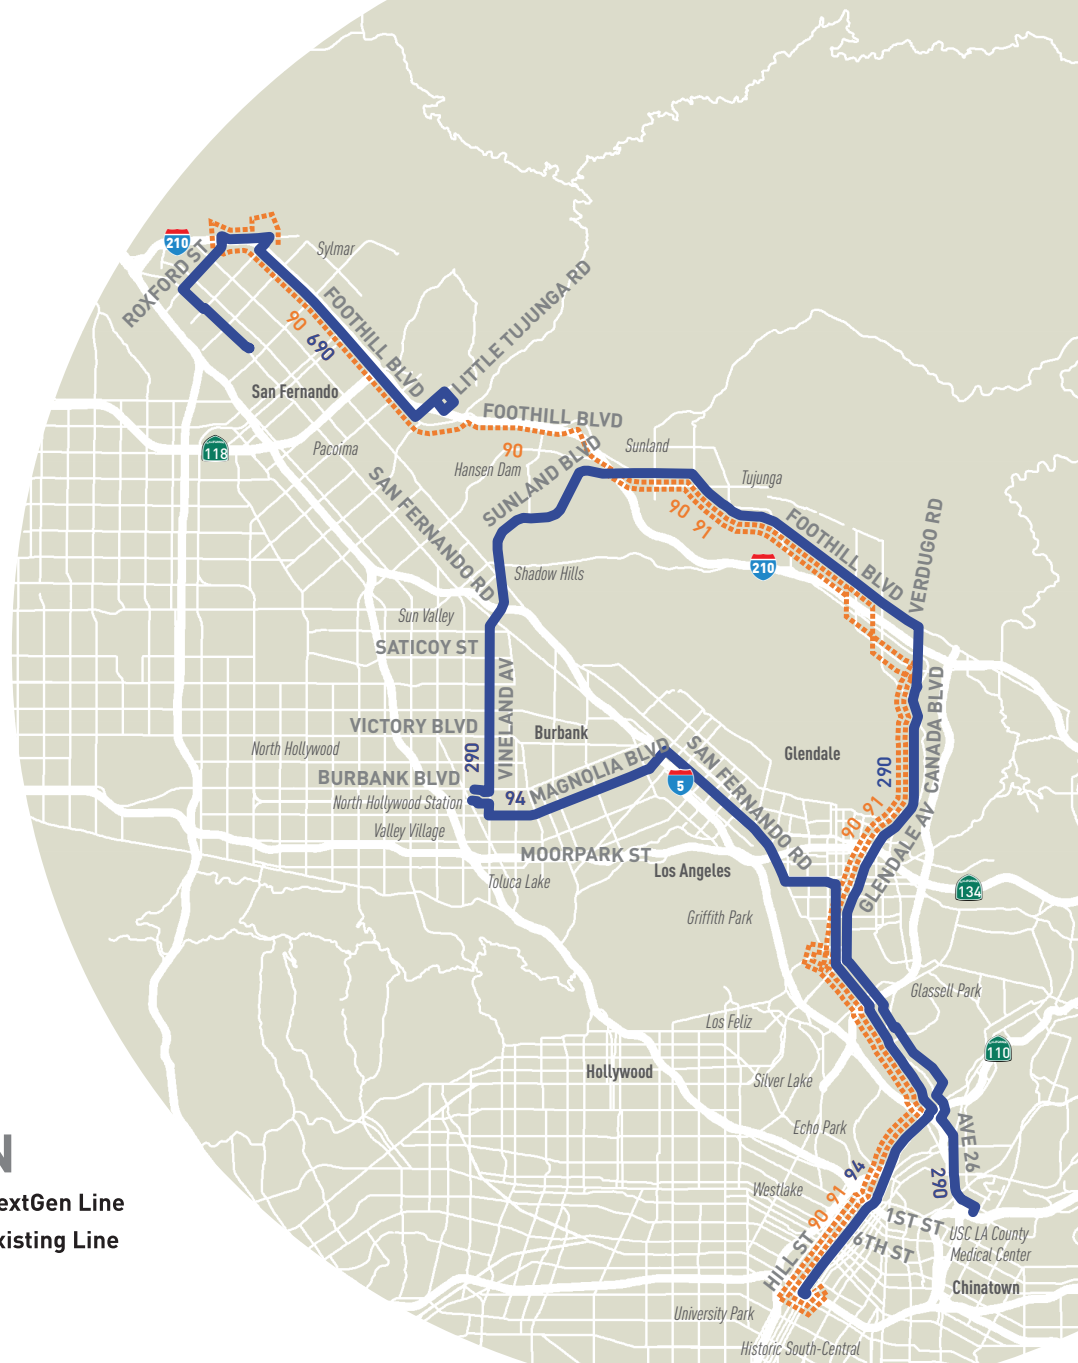 210
ROXFORD ST
Sylmar
LITTLE TUJUNGA RD
FOOTHILL BLVD
90
690
San Fernando
FOOTHILL BLVD
118
Pacoima
90
Hansen Dam
SUNLAND BLVD
Sunland
Tujunga
SAN FERNANDO RD
90
91
FOOTHILL BLVD
VERDUGO RD
210
Shadow Hills
Sun Valley
SATICOY ST
VINELAND AV
CANADA BLVD
VICTORY BLVD
Burbank
North Hollywood
290
MAGNOLIA BLVD
SAN FERNANDO RD
Glendale
290
BURBANK BLVD
5
North Hollywood Station
94
90
91
Valley Village
GLENDALE AV
MOORPARK ST
Los Angeles
Toluca Lake
134
Griffith Park
Glassell Park
Los Feliz
110
Hollywood
Silver Lake
Echo Park
AVE 26
N
94
290
Westlake
extGen Line
90
91
1ST ST
USC LA County
Medical Center
xisting Line
6TH ST
HILL ST
Chinatown
University Park
Historic South-Central